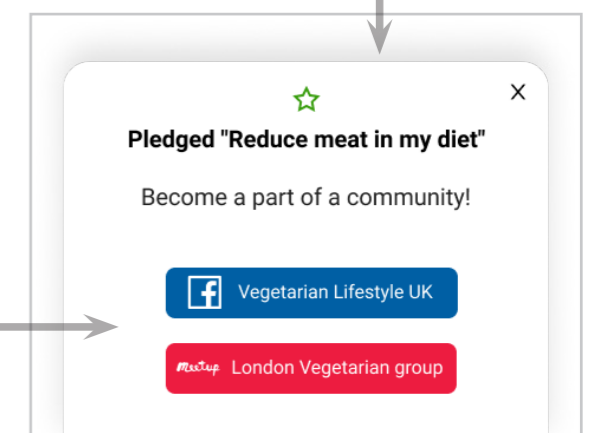 X
Pledged "Reduce meat in my diet"
Become a part of a community!
f Vegetarian Lifestyle UK
meetup London Vegetarian group